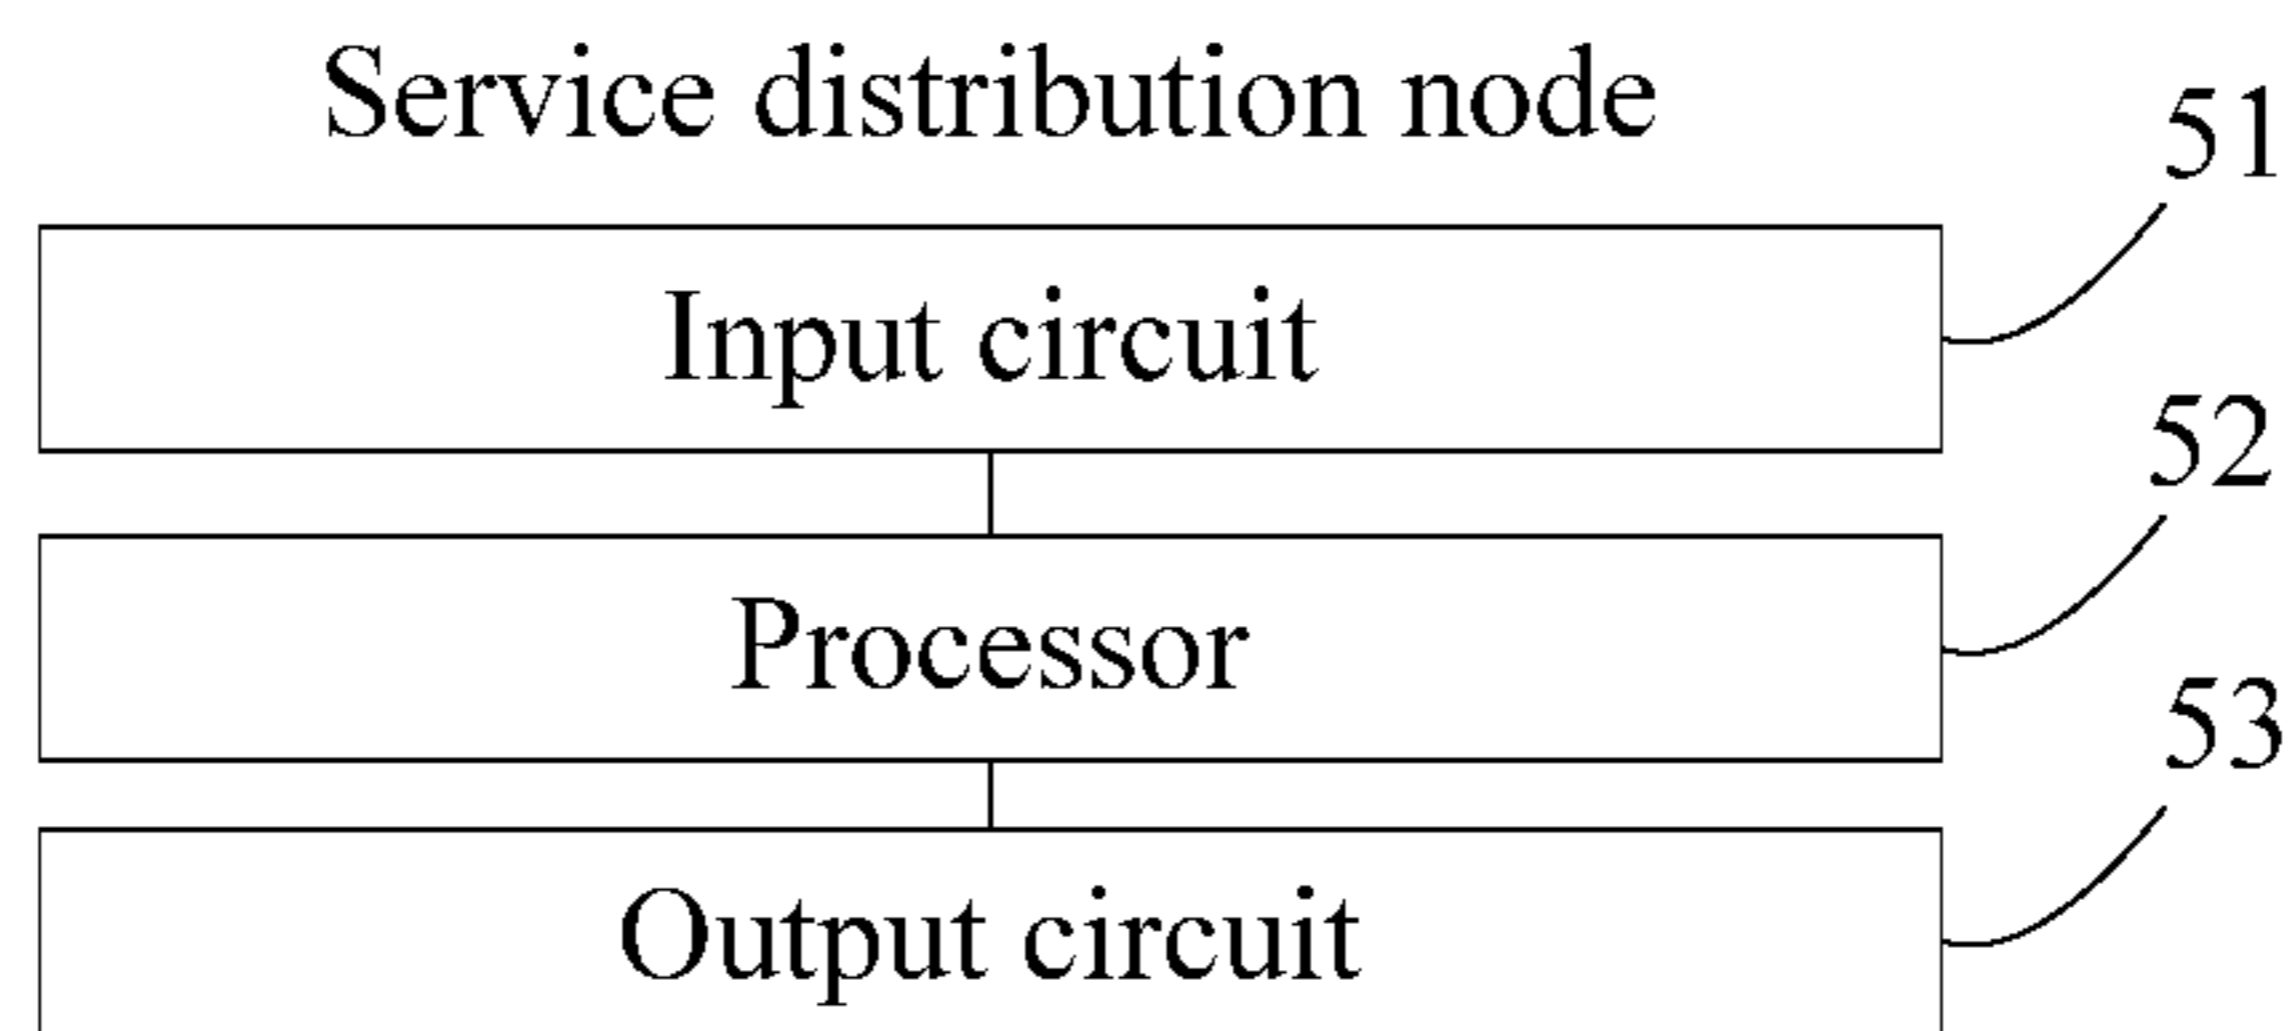 Service distribution node
51
Input circuit
52
Processor
53
Output circuit